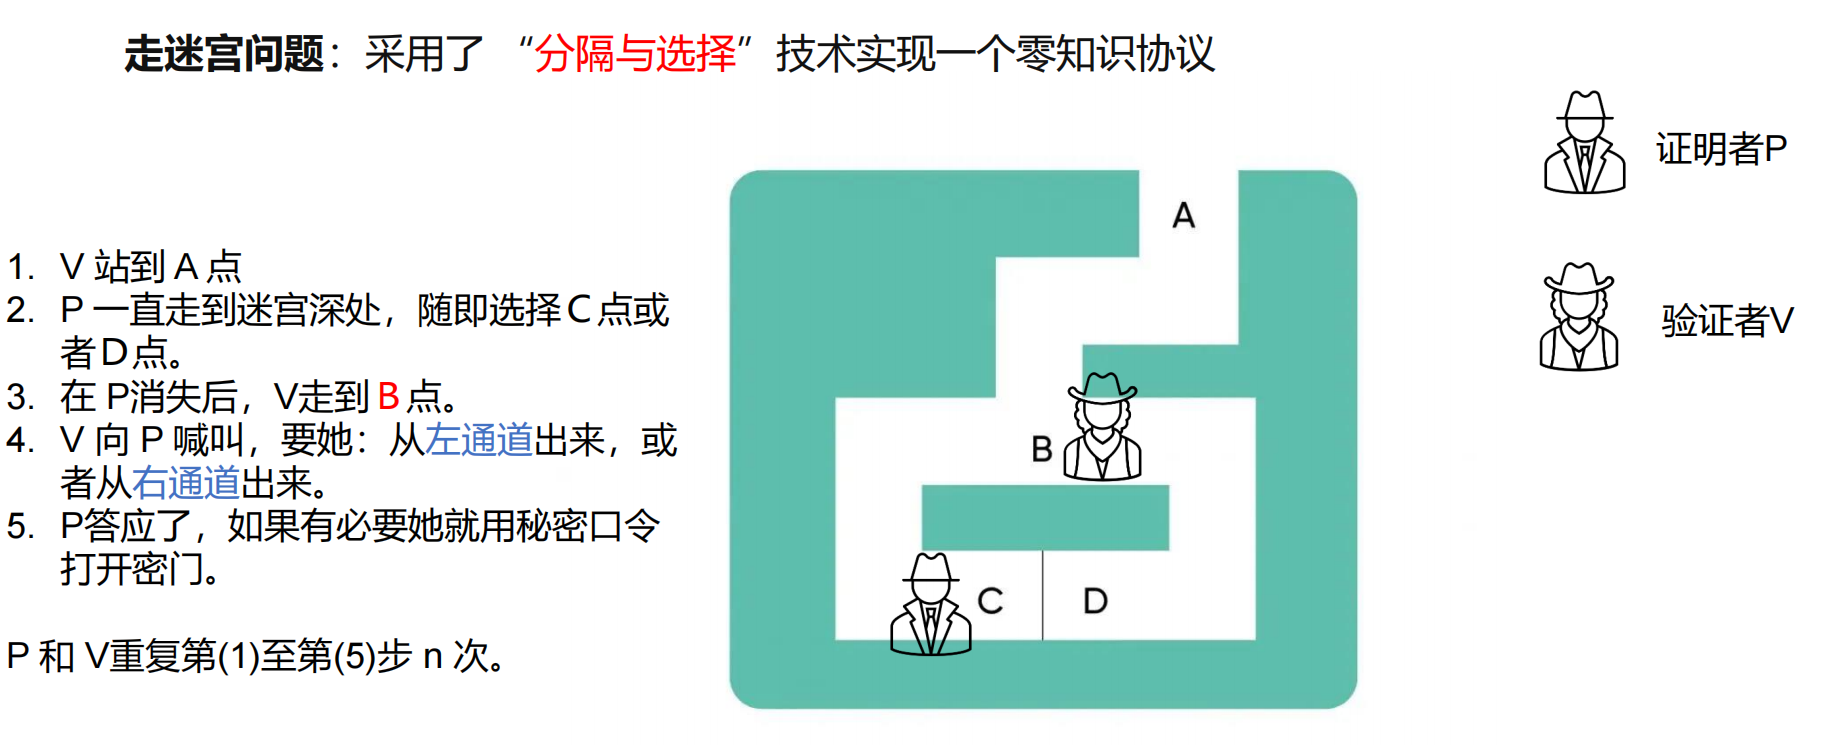 走迷宫问题：采用了 “分隔与选择”技术实现一个零知识协议
证明者P
验证者V
1. V 站到 A 点
2. P 一直走到迷宫深处，随即选择 C 点或
者 D 点。
3. 在 P消失后，V走到 B 点。
4. V 向 P 喊叫，要她：从左通道出来，或
者从右通道出来。
5. P答应了，如果有必要她就用秘密口令
打开密门。
P 和 V重复第(1)至第(5)步 n 次。
A
B
C
D